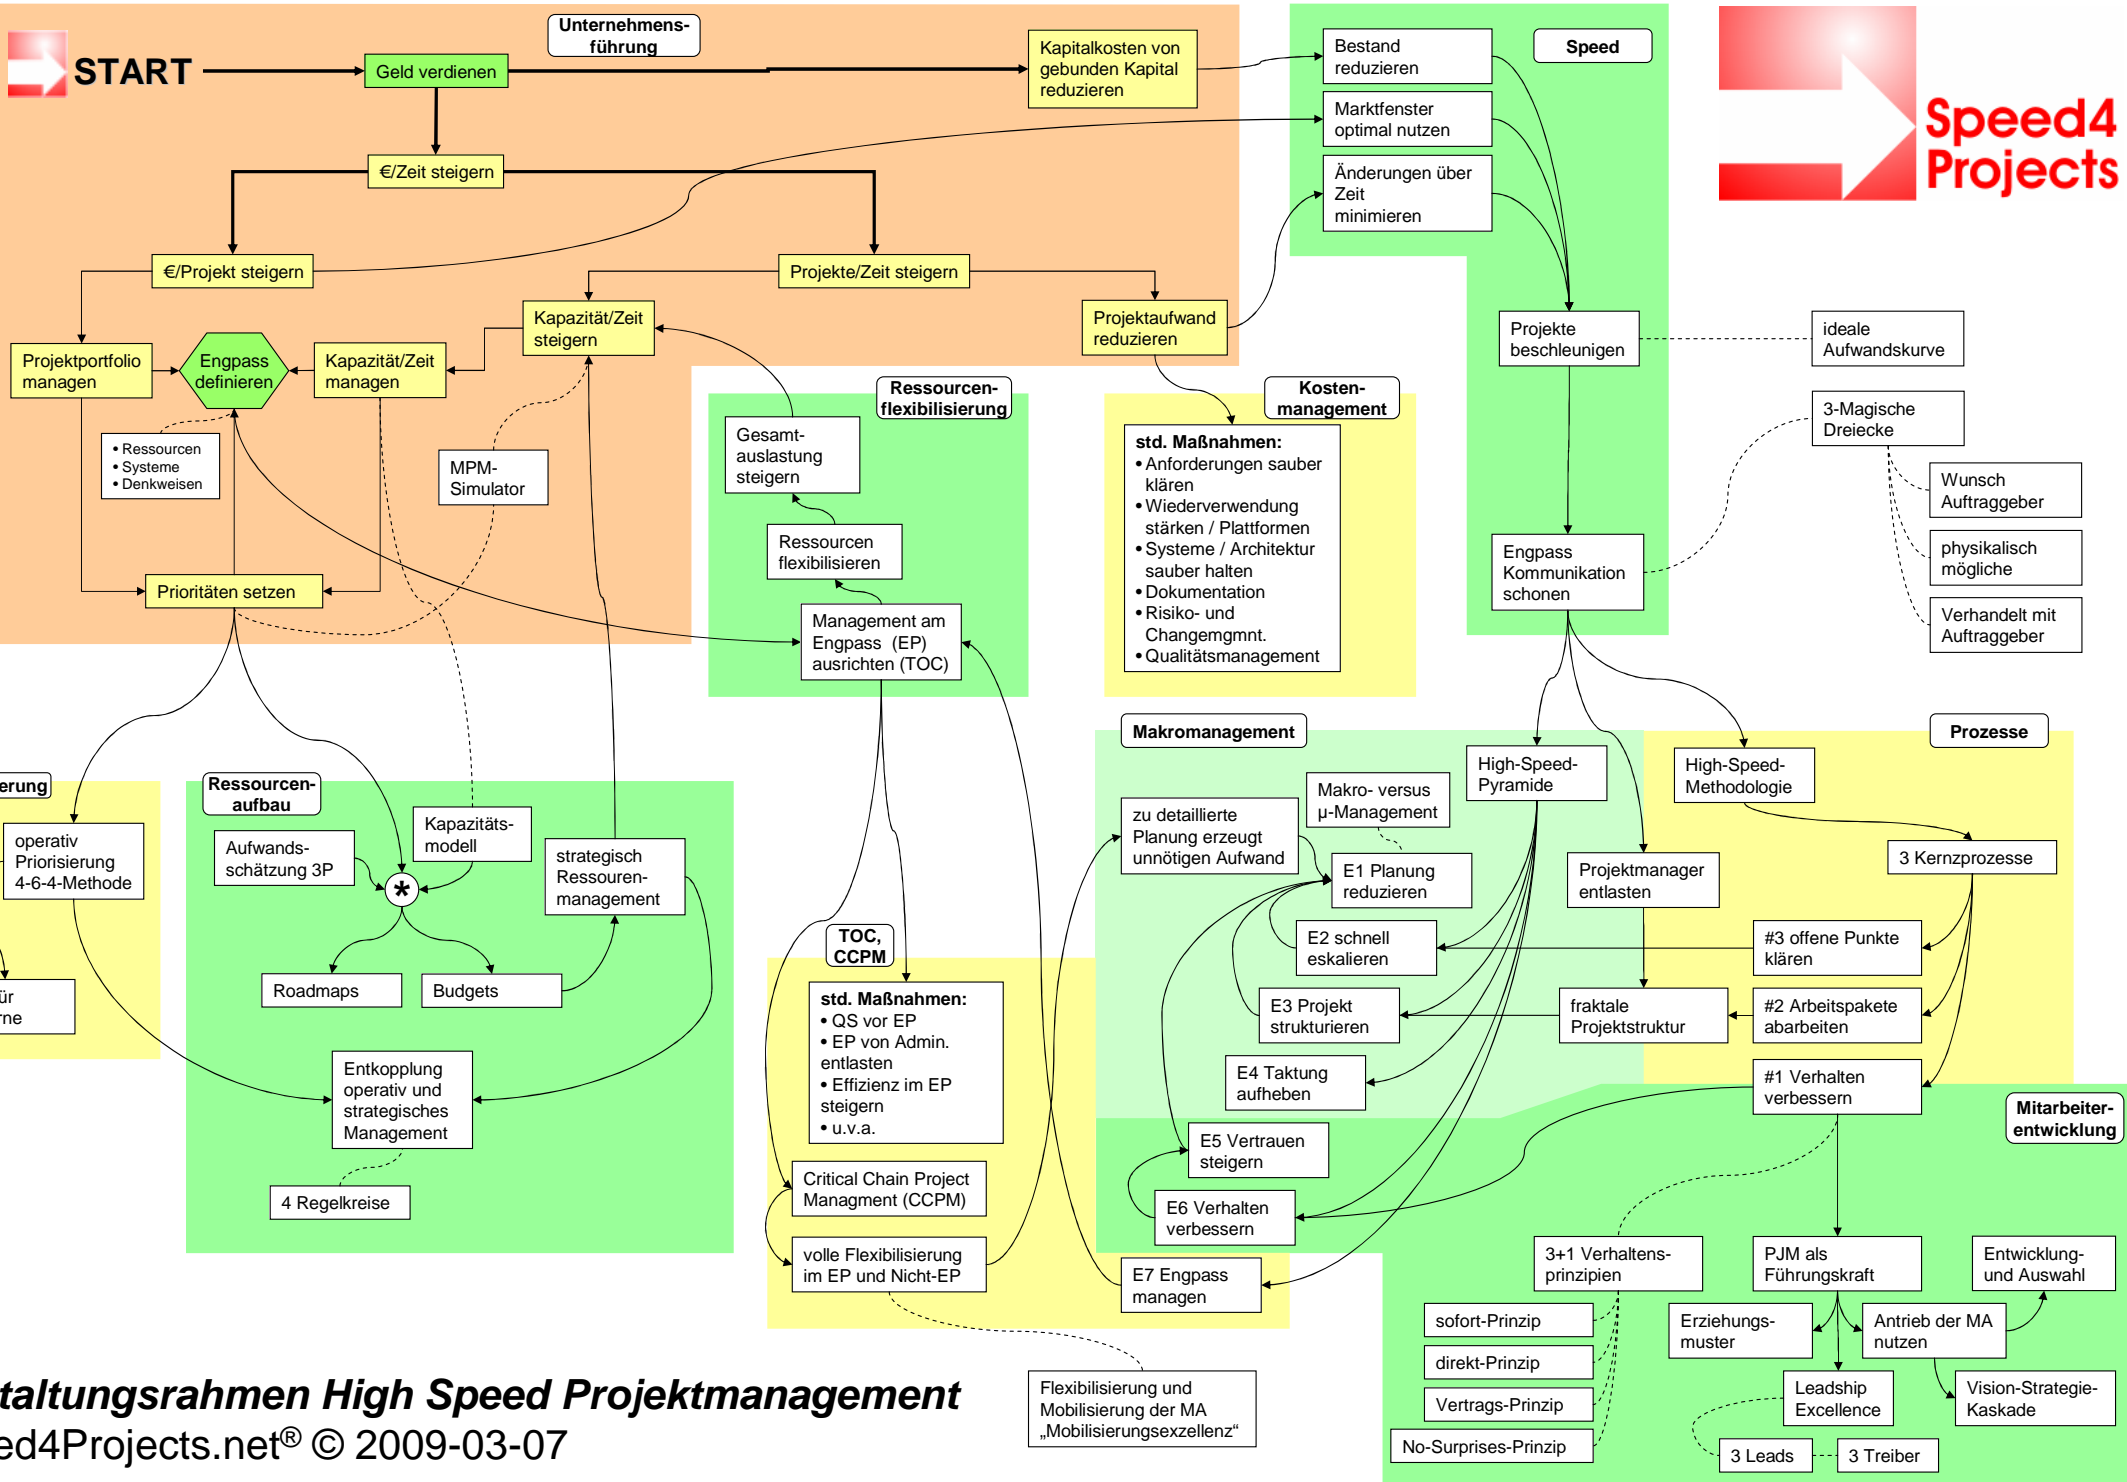 Unternehmens-
führung
START
Geld verdienen
Kapitalkosten von
gebunden Kapital
reduzieren
Bestand
reduzieren
Speed
Speed4
Projects
Marktfenster
optimal nutzen
€/Zeit steigern
Änderungen über
Zeit
minimieren
€/Projekt steigern
Projekte/Zeit steigern
Kapazität/Zeit
steigern
Projektaufwand
reduzieren
Projekte
beschleunigen
ideale
Aufwandskurve
Projektportfolio
managen
Engpass
definieren
Kapazität/Zeit
managen
Ressourcen-
flexibilisierung
Kosten-
management
3-Magische
Dreiecke
• Ressourcen
• Systeme
• Denkweisen
MPM-
Simulator
Gesamt-
auslastung
steigern
std. Maßnahmen:
• Anforderungen sauber
klären
• Wiederverwendung
stärken / Plattformen
• Systeme / Architektur
sauber halten
• Dokumentation
• Risiko- und
Changemgmnt.
• Qualitätsmanagement
Wunsch
Auftraggeber
Ressourcen
flexibilisieren
Engpass
Kommunikation
schonen
physikalisch
mögliche
Prioritäten setzen
Management am
Engpass (EP)
ausrichten (TOC)
Verhandelt mit
Auftraggeber
Makromanagement
Prozesse
High-Speed-
Pyramide
High-Speed-
Methodologie
erung
Ressourcen-
aufbau
Makro- versus
µ-Management
operativ
Priorisierung
4-6-4-Methode
Aufwands-
schätzung 3P
Kapazitäts-
modell
strategisch
Ressouren-
management
zu detaillierte
Planung erzeugt
unnötigen Aufwand
E1 Planung
reduzieren
Projektmanager
entlasten
3 Kernzprozesse
*
TOC,
CCPM
E2 schnell
eskalieren
#3 offene Punkte
klären
ür
rne
Roadmaps
Budgets
std. Maßnahmen:
• QS vor EP
• EP von Admin.
entlasten
• Effizienz im EP
steigern
• u.v.a.
E3 Projekt
strukturieren
fraktale
Projektstruktur
#2 Arbeitspakete
abarbeiten
Entkopplung
operativ und
strategisches
Management
E4 Taktung
aufheben
#1 Verhalten
verbessern
Mitarbeiter-
entwicklung
E5 Vertrauen
steigern
4 Regelkreise
Critical Chain Project
Managment (CCPM)
E6 Verhalten
verbessern
volle Flexibilisierung
im EP und Nicht-EP
E7 Engpass
managen
3+1 Verhaltens-
prinzipien
PJM als
Führungskraft
Entwicklung-
und Auswahl
sofort-Prinzip
Erziehungs-
muster
Antrieb der MA
nutzen
direkt-Prinzip
Flexibilisierung und
Mobilisierung der MA
„Mobilisierungsexzellenz“
Vertrags-Prinzip
Leadship
Excellence
Vision-Strategie-
Kaskade
No-Surprises-Prinzip
3 Leads
3 Treiber
taltungsrahmen High Speed Projektmanagement
ed4Projects.net® © 2009-03-07